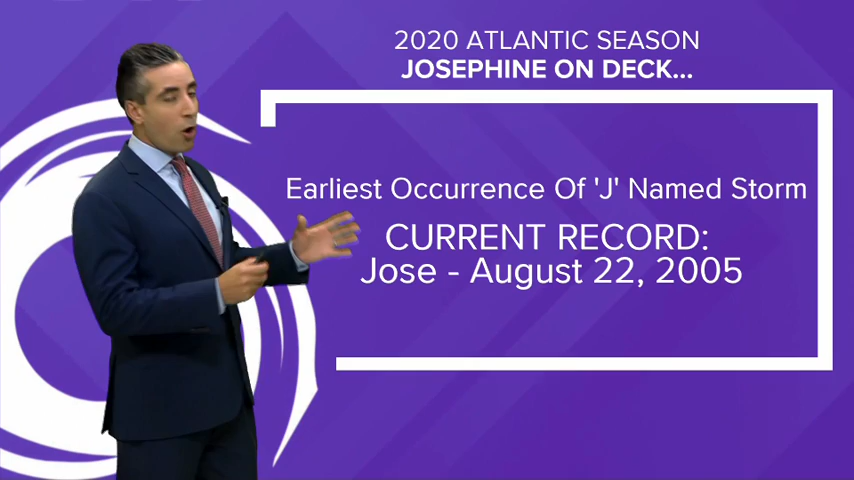 2020 ATLANTIC SEASON
JOSEPHINE ON DECK...
Earliest Occurrence Of 'J' Named Storm
CURRENT RECORD:
Jose - August 22, 2005